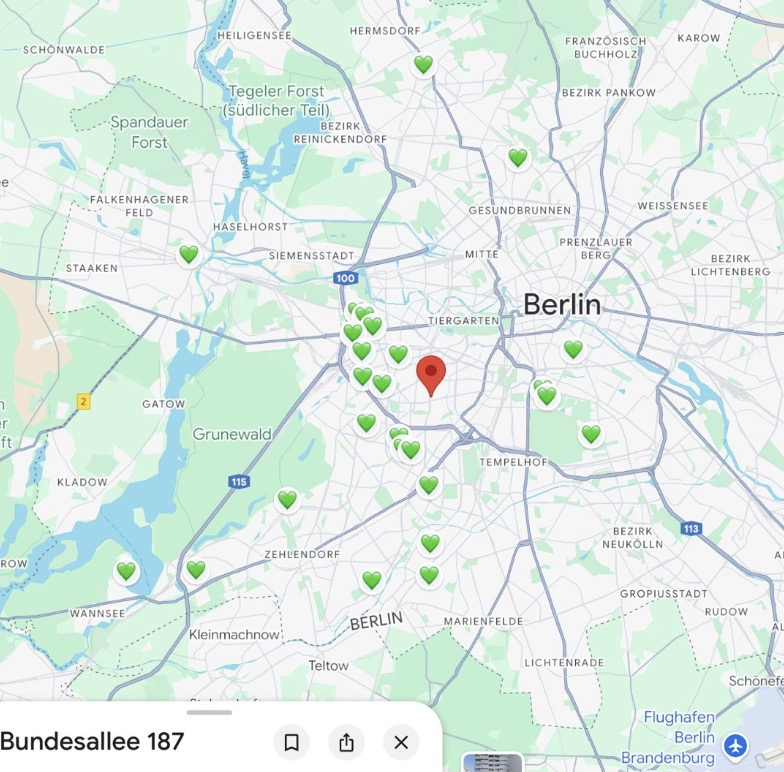 HEILIGENSEE
HERMSDORF
FRANZÖSISCH
BUCHHOLZ
KAROW
SCHÖNWALDE
Tegeler Forst
(südlicher Teil)
BEZIRK PANKOW
Spandauer
Forst
BEZIRK
REINICKENDORF
Havel
FALKENHAGENER
FELD
GESUNDBRUNNEN
WEISSENSEE
HASELHORST
SIEMENSSTADT
MITTE
PRENZLAUER
BERG
STAAKEN
BEZIRK
LICHTENBERG
100
Berlin
TIERGARTEN
2
GATOW
Grunewald
TEMPELHOF
KLADOW
115
113
BEZIRK
NEUKÖLLN
ZEHLENDORF
GROPIUSSTADT
WANNSEE
RUDOW
BERLIN
MARIENFELDE
Kleinmachnow
Teltow
LICHTENRADE
Schönefe
Flughafen
Berlin
Brandenburg
Bundesallee 187